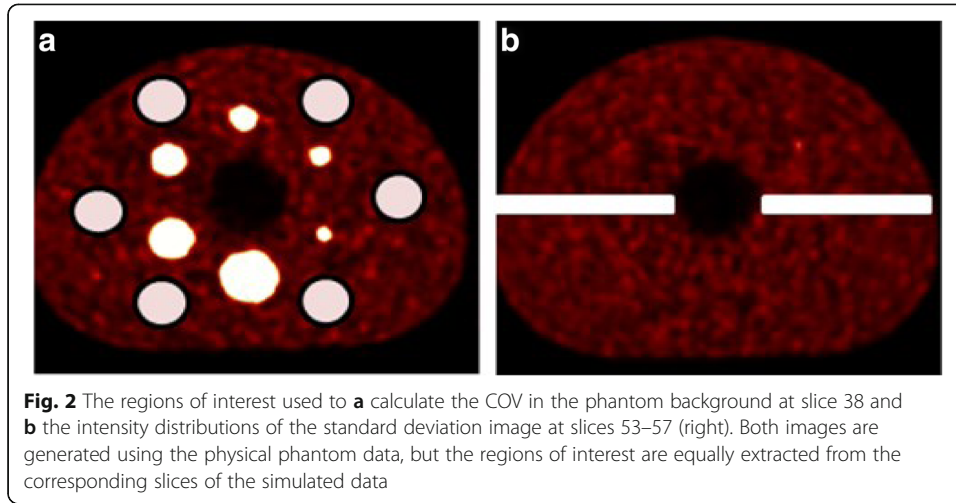 a
b
Fig. 2 The regions of interest used to a calculate the COV in the phantom background at slice 38 and
b the intensity distributions of the standard deviation image at slices 53–57 (right). Both images are
generated using the physical phantom data, but the regions of interest are equally extracted from the
corresponding slices of the simulated data